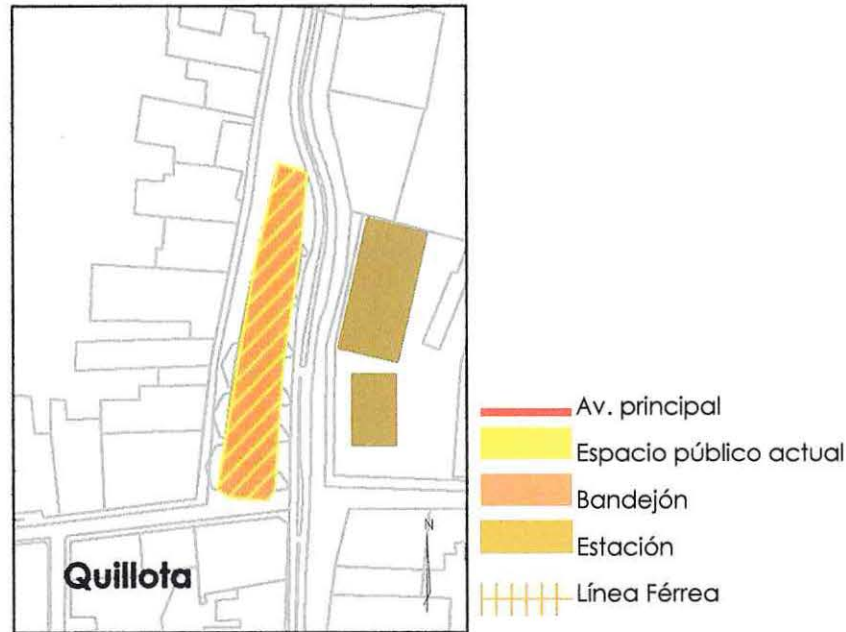 Av. principal
Espacio público actual
Bandejón
Estación
Línea Férrea
N
Quillota